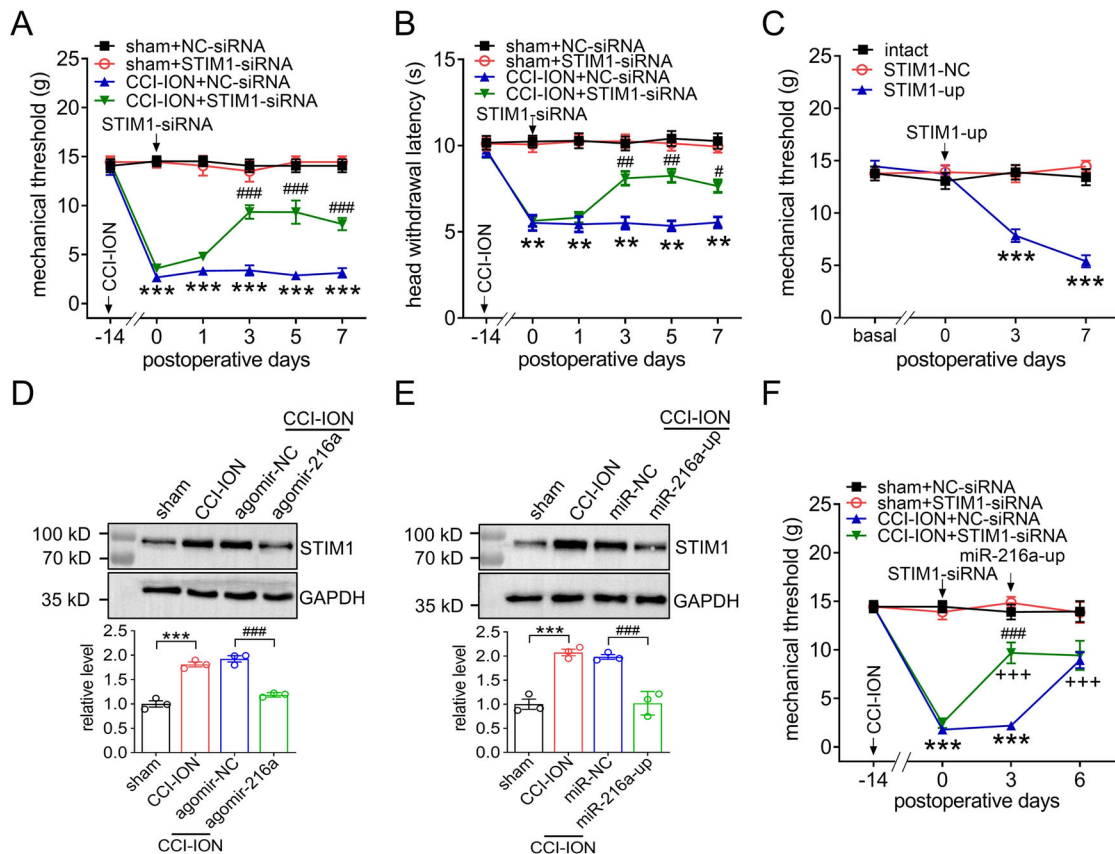 A
sham+NC-siRNA
sham+STIM1-siRNA
CCI-ION+NC-siRNA
CCI-ION+STIM1-siRNA
STIM1-siRNA
mechanical threshold (g)
25
20
15
10
5
0
CCI-ION
###
###
###
***
***
***
***
***
-14
0
1
3
5
7
postoperative days
B
sham+NC-siRNA
sham+STIM1-siRNA
CCI-ION+NC-siRNA
CCI-ION+STIM1-siRNA
STIM1-siRNA
head withdrawal latency (s)
15
10
5
0
CCI-ION
##
##
#
**
**
**
**
**
-14
0
1
3
5
7
postoperative days
C
intact
STIM1-NC
STIM1-up
STIM1-up
mechanical threshold (g)
25
20
15
10
5
0
***
***
basal
0
3
7
postoperative days
D
CCI-ION
sham
CCI-ION
agomir-NC
agomir-216a
100 kD
70 kD
STIM1
35 kD
GAPDH
relative level
2.5
2.0
1.5
1.0
0.5
0.0
***
###
sham
CCI-ION
agomir-NC
agomir-216a
CCI-ION
E
CCI-ION
sham
CCI-ION
miR-NC
miR-216a-up
100 kD
70 kD
STIM1
35 kD
GAPDH
relative level
2.5
2.0
1.5
1.0
0.5
0.0
***
###
sham
CCI-ION
miR-NC
miR-216a-up
CCI-ION
F
sham+NC-siRNA
sham+STIM1-siRNA
CCI-ION+NC-siRNA
CCI-ION+STIM1-siRNA
miR-216a-up
STIM1-siRNA
mechanical threshold (g)
25
20
15
10
5
0
CCI-ION
###
+++
+++
***
***
-14
0
3
6
postoperative days